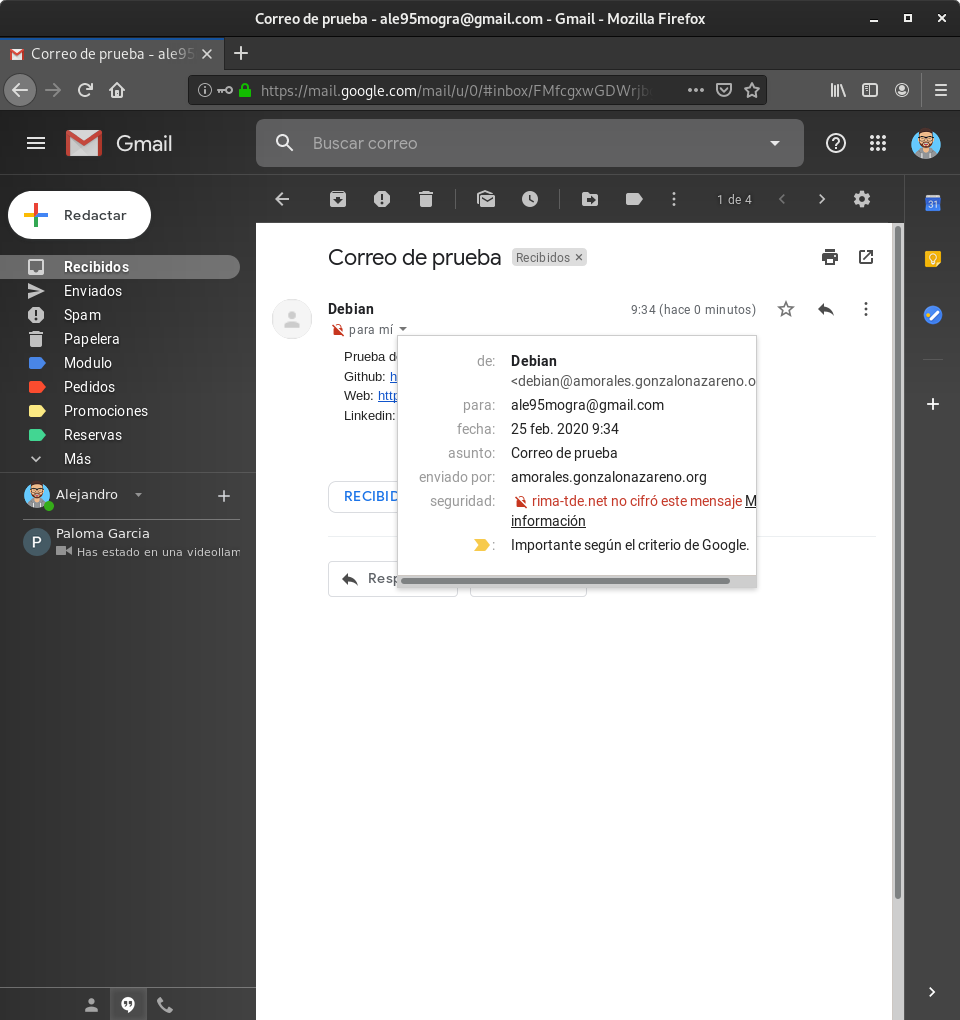 Correo de prueba - ale95mogra@gmail.com - Gmail - Mozilla Firefox
Correo de prueba - ale95
https://mail.google.com/mail/u/0/#inbox/FMfcgxwGDWrjb
Gmail
Buscar correo
Redactar
1 de 4
31
Recibidos
Enviados
Spam
Papelera
Modulo
Pedidos
Promociones
Reservas
Más
Alejandro
P
Paloma Garcia
Has estado en una videollam
Correo de prueba
Recibidos ×
Debian
9:34 (hace 0 minutos)
para mí
Prueba d
Github: h
Web: http
Linkedin:
de: Debian
<debian@amorales.gonzalonazareno.o
para: ale95mogra@gmail.com
fecha: 25 feb. 2020 9:34
asunto: Correo de prueba
enviado por: amorales.gonzalonazareno.org
seguridad: rima-tde.net no cifró este mensaje M
información
: Importante según el criterio de Google.
RECIBID
Resp